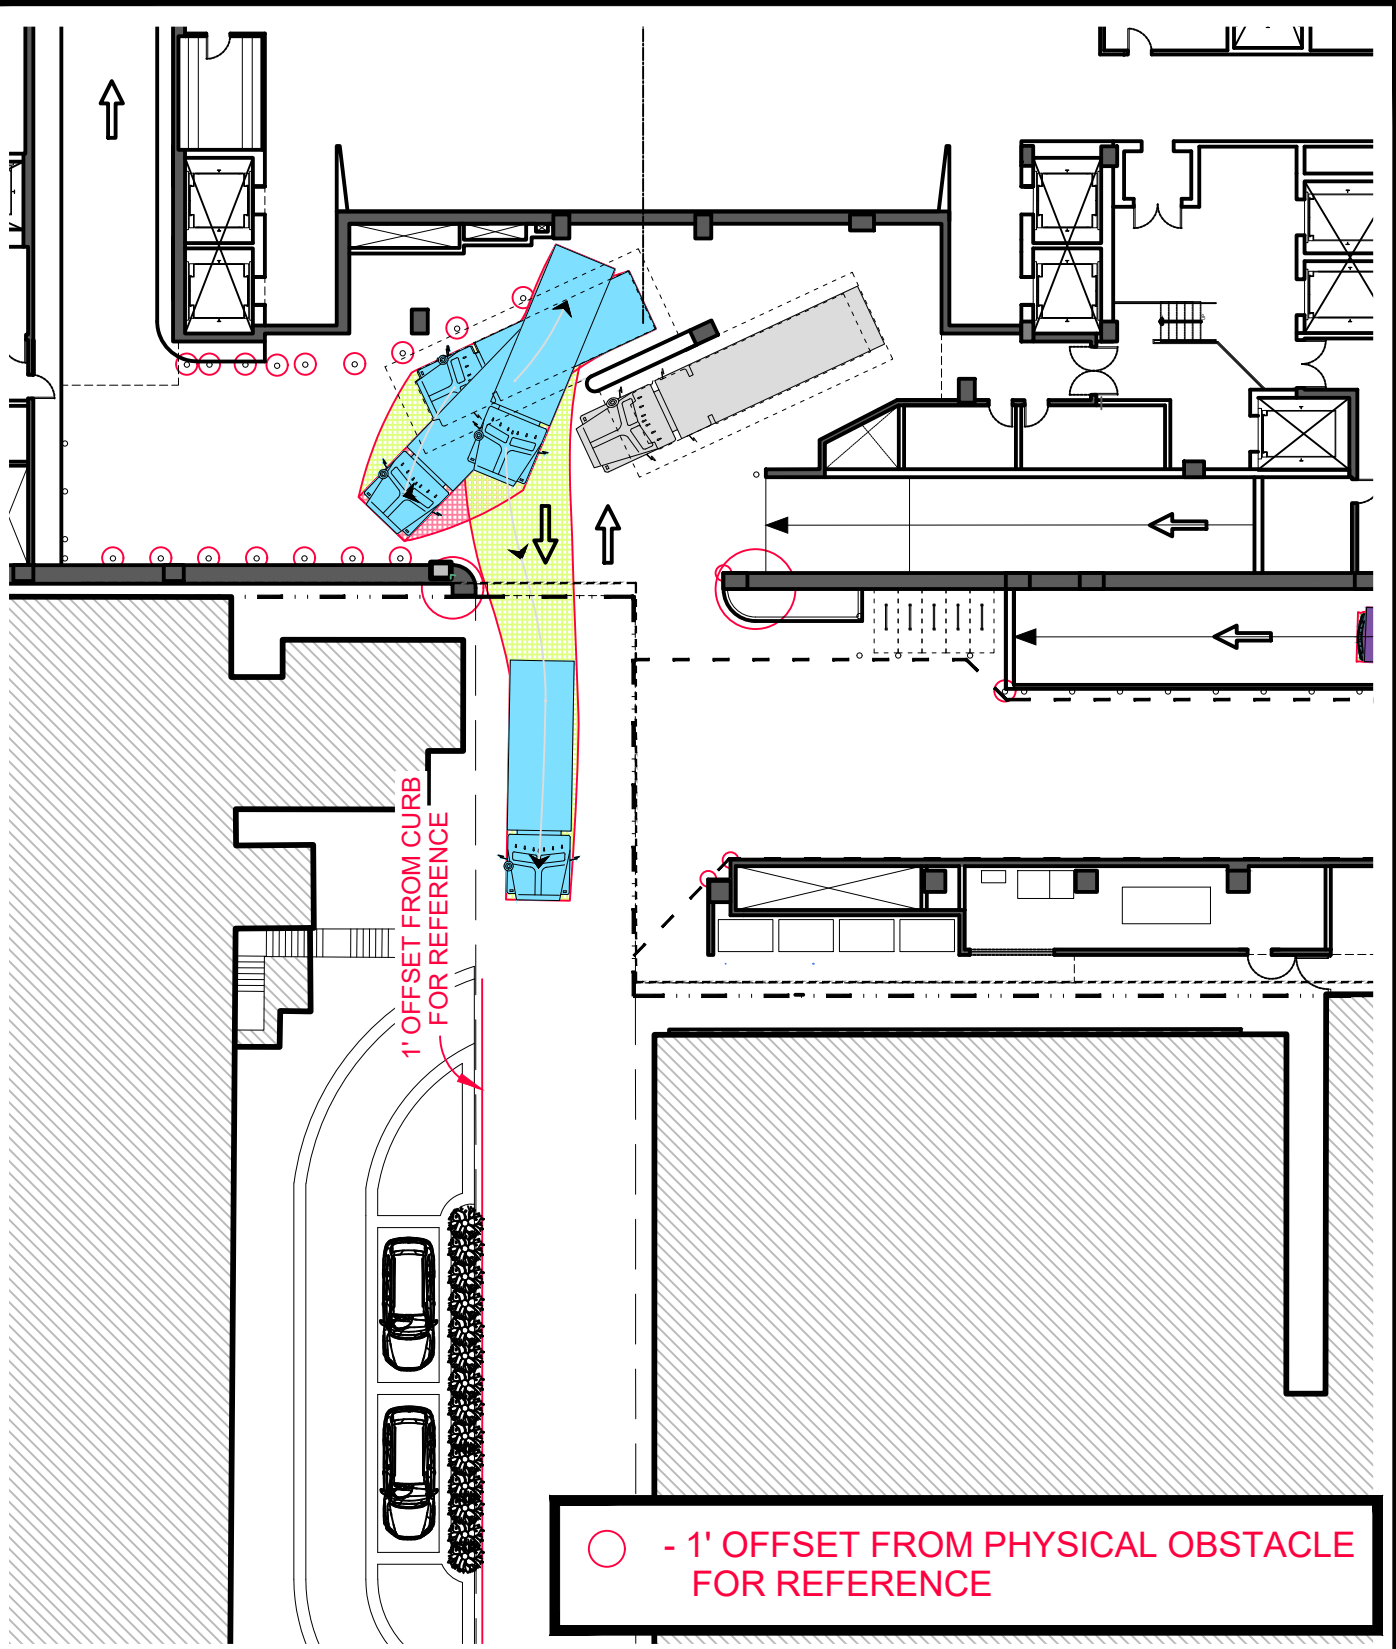 1' OFFSET FROM CURB
FOR REFERENCE
- 1' OFFSET FROM PHYSICAL OBSTACLE
FOR REFERENCE